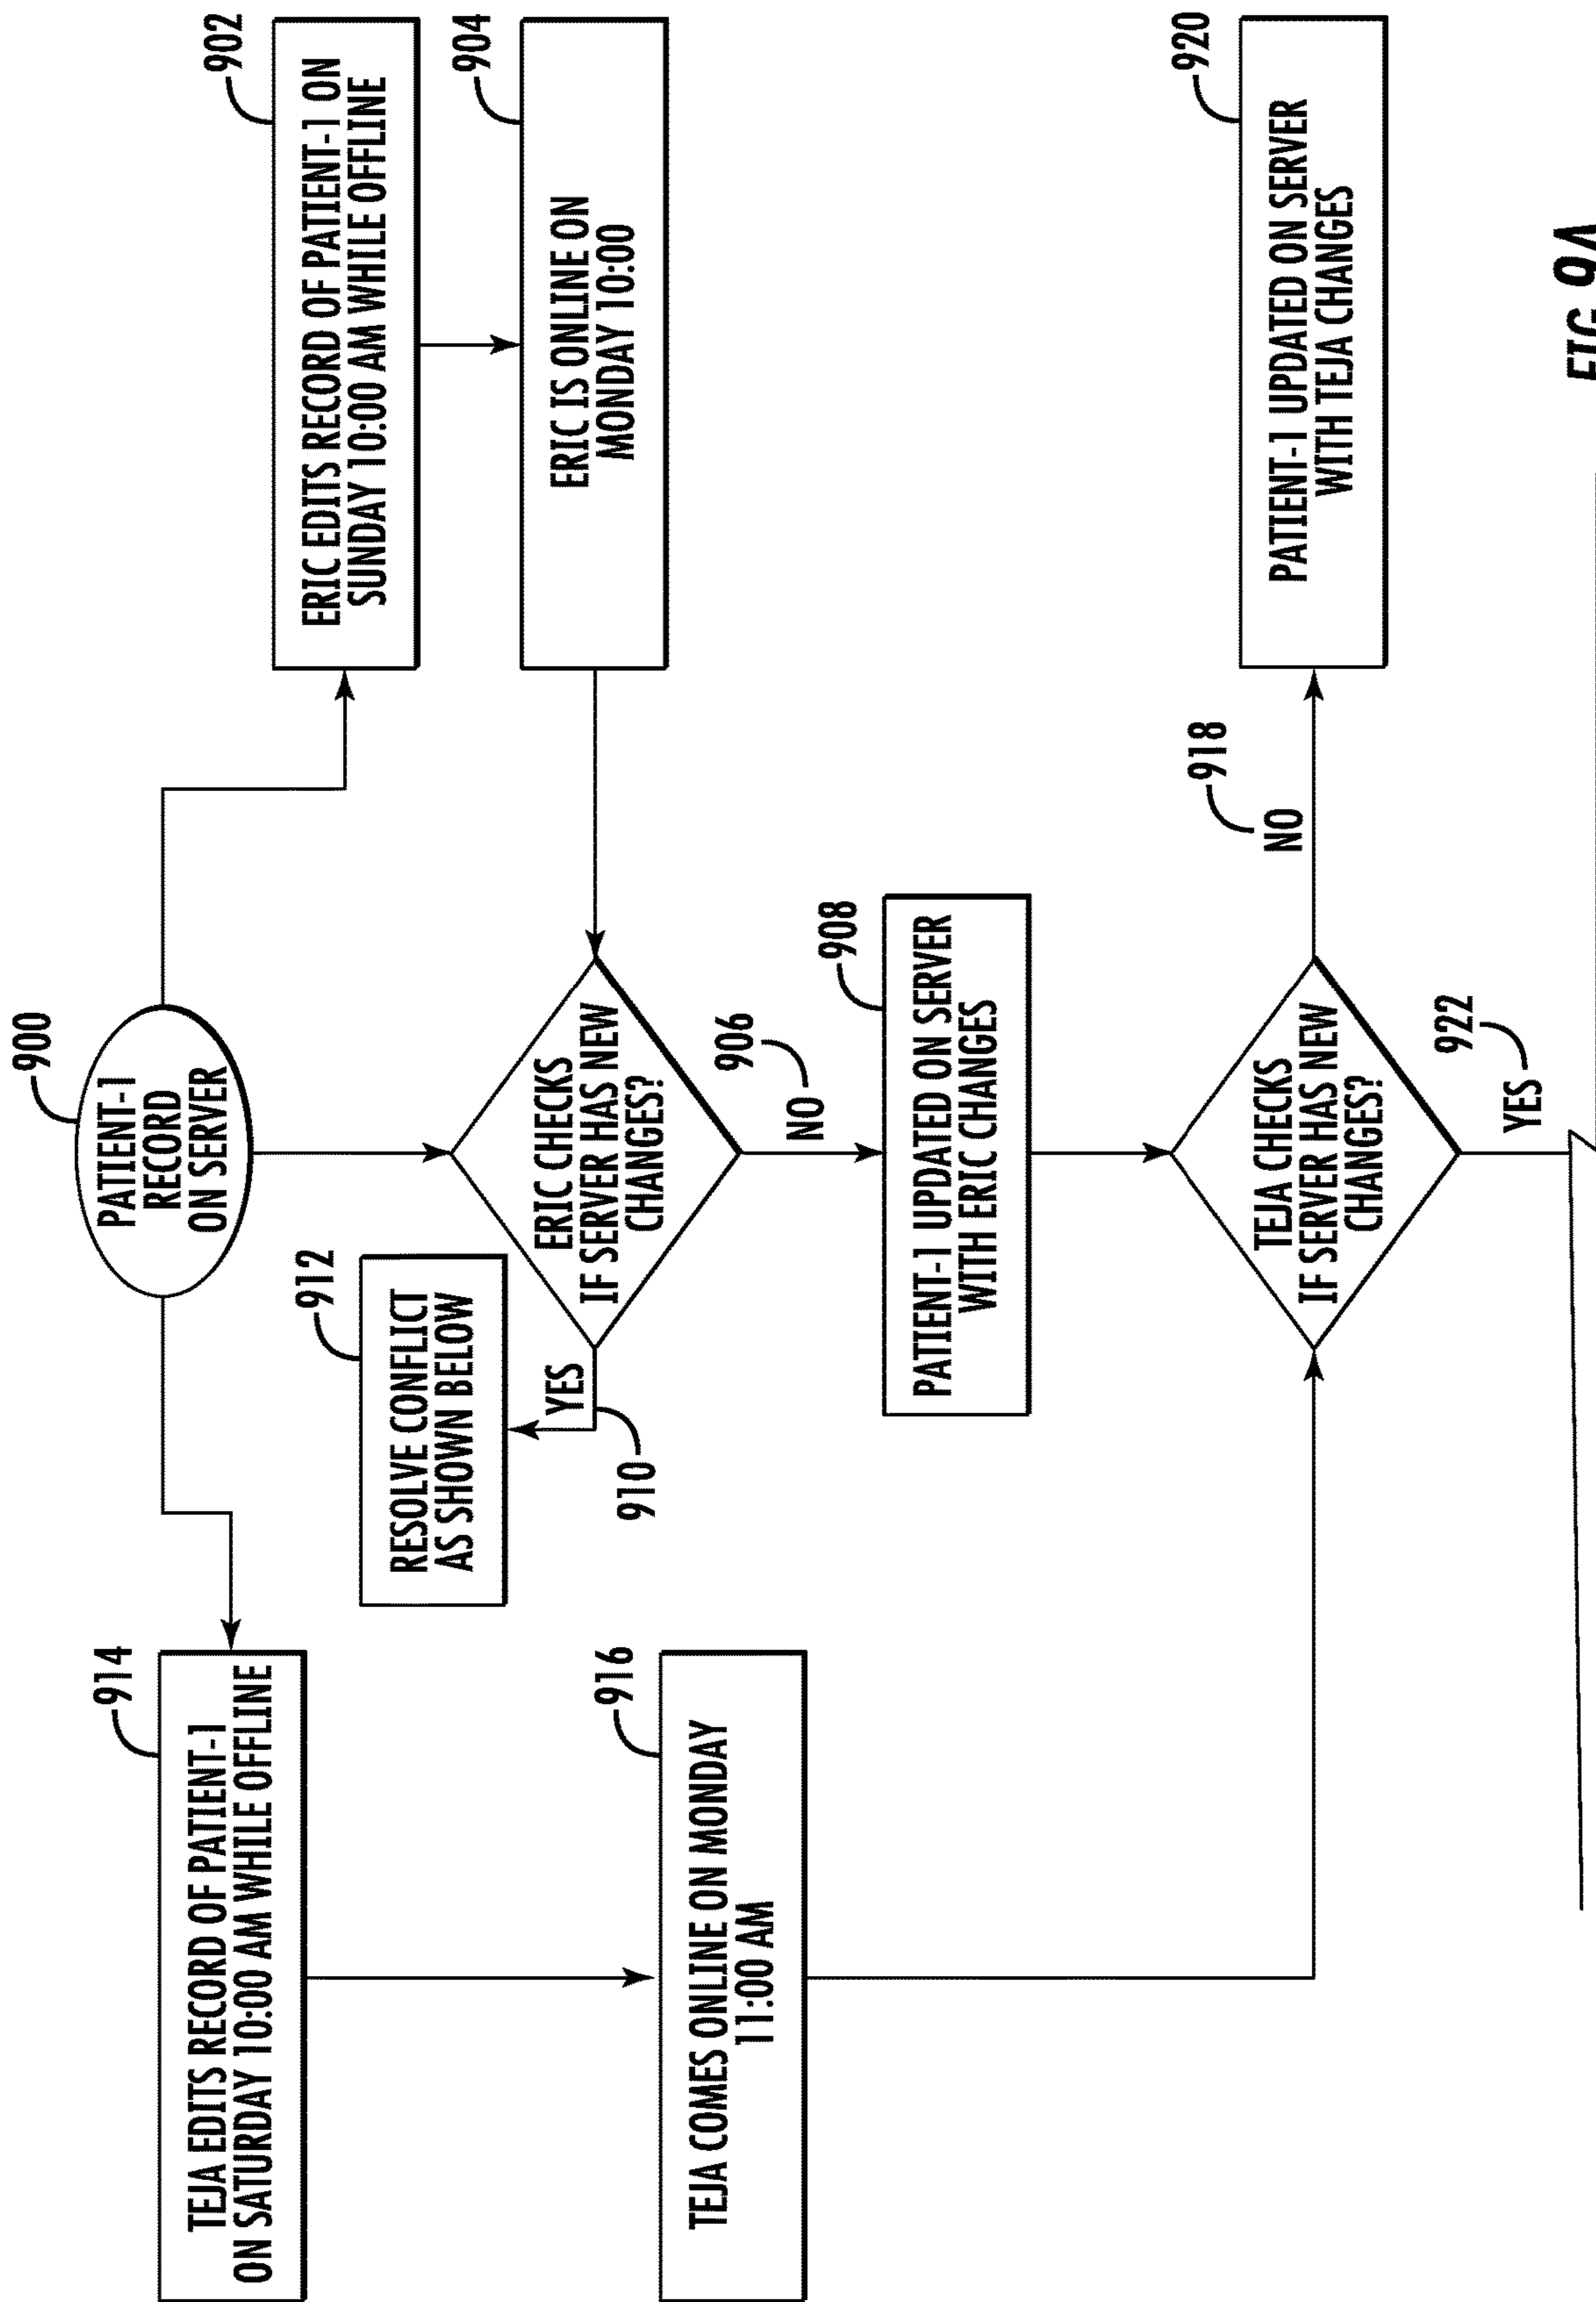 900
PATIENT-1
RECORD
ON SERVER
914
TEJA EDITS RECORD OF PATIENT-1
ON SATURDAY 10:00 AM WHILE OFFLINE
902
ERIC EDITS RECORD OF PATIENT-1 ON
SUNDAY 10:00 AM WHILE OFFLINE
912
RESOLVE CONFLICT
AS SHOWN BELOW
904
ERIC IS ONLINE ON
MONDAY 10:00
ERIC CHECKS
IF SERVER HAS NEW
CHANGES?
YES
910
916
TEJA COMES ONLINE ON MONDAY
11:00 AM
906
NO
908
PATIENT-1 UPDATED ON SERVER
WITH ERIC CHANGES
TEJA CHECKS
IF SERVER HAS NEW
CHANGES?
918
NO
920
PATIENT-1 UPDATED ON SERVER
WITH TEJA CHANGES
922
YES
FIG. 9A